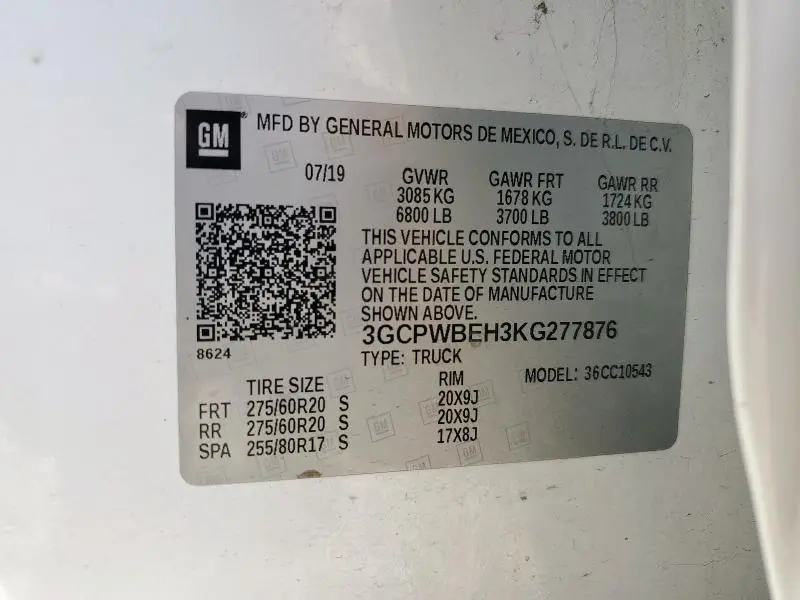 GM MFD BY GENERAL MOTORS DE MEXICO, S. DE R.L. DE C.V.
07/19 GVWR GAWR FRT GAWR RR
3085 KG 1678 KG 1724 KG
6800 LB 3700 LB 3800 LB
THIS VEHICLE CONFORMS TO ALL
APPLICABLE U.S. FEDERAL MOTOR
VEHICLE SAFETY STANDARDS IN EFFECT
ON THE DATE OF MANUFACTURE
SHOWN ABOVE.
3GCPWBEH3KG277876
8624
TYPE: TRUCK
MODEL: 36CC10543
TIRE SIZE RIM
FRT 275/60R20 S 20X9J
RR 275/60R20 S 20X9J
SPA 255/80R17 S 17X8J